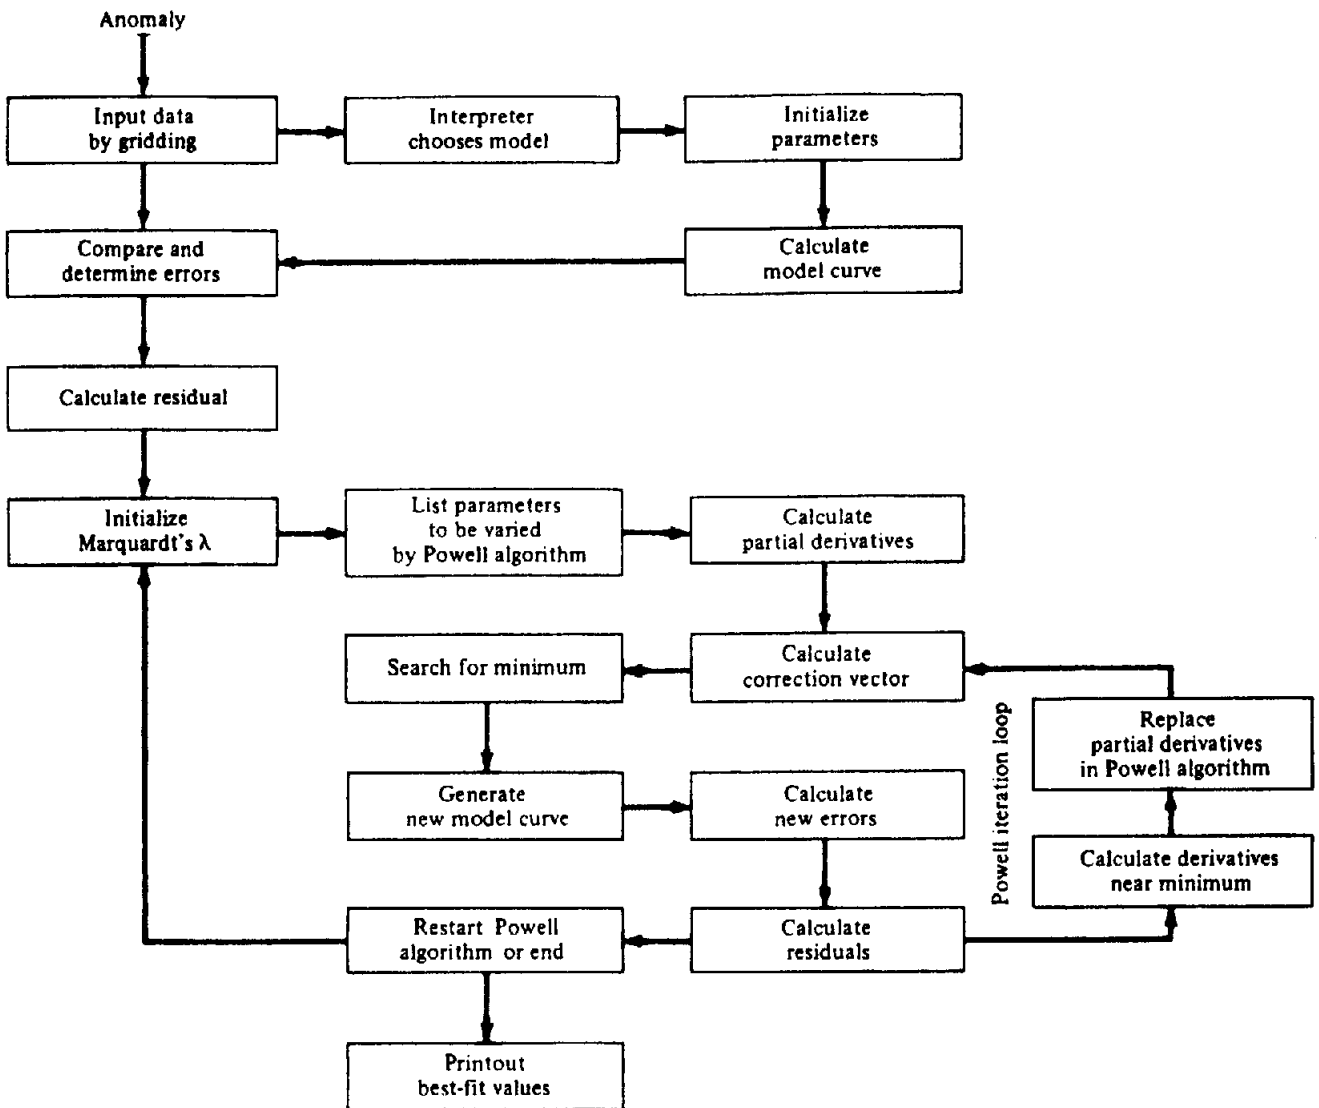 Anomaly
Input data
by gridding
Interpreter
chooses model
Initialize
parameters
Compare and
determine errors
Calculate
model curve
Calculate residual
Initialize
Marquardt's λ
List parameters
to be varied
by Powell algorithm
Calculate
partial derivatives
Search for minimum
Calculate
correction vector
Replace
partial derivatives
in Powell algorithm
Powell iteration loop
Generate
new model curve
Calculate
new errors
Calculate derivatives
near minimum
Restart Powell
algorithm or end
Calculate
residuals
Printout
best-fit values